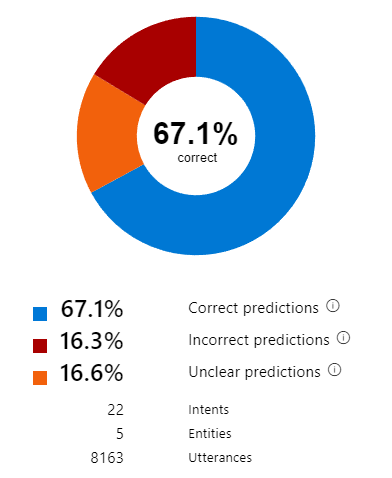 67.1%
correct
67.1% Correct predictions
16.3% Incorrect predictions
16.6% Unclear predictions
22 Intents
5 Entities
8163 Utterances